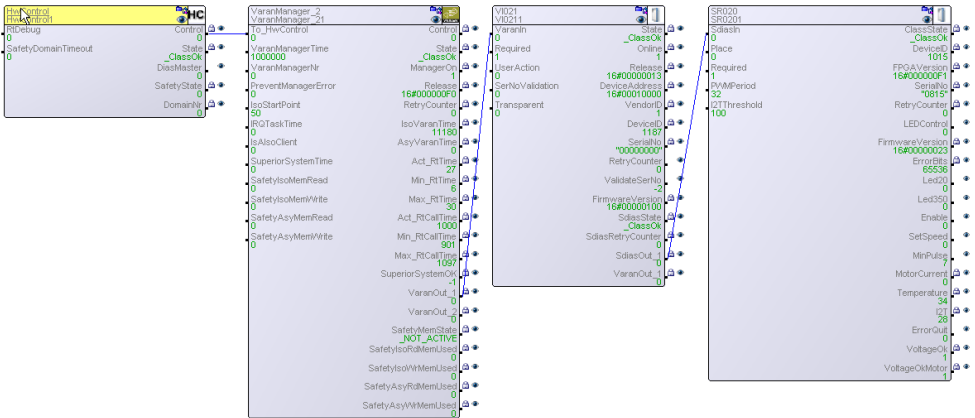 HwControl
HwControl1
HC
RtDebug Control
0 0
SafetyDomainTimeout State
0 _ClassOk
DiasMaster
SafetyState
0
DomainNr
0
VaranManager_2
VaranManager_21
To_HwControl Control
0 0
VaranManagerTime State
1000000 _ClassOk
VaranManagerNr ManagerOn
0 1
PreventManagerError Release
0 16#000000F0
IsoStartPoint RetryCounter
50 0
IRQTaskTime IsoVaranTime
0 11180
IsAlsoClient AsyVaranTime
0 0
SuperiorSystemTime Act_RtTime
0 27
SafetyIsoMemRead Min_RtTime
0 6
SafetyIsoMemWrite Max_RtTime
0 30
SafetyAsyMemRead Act_RtCallTime
0 1000
SafetyAsyMemWrite Min_RtCallTime
0 901
Max_RtCallTime
1097
SuperiorSystemOK
-1
VaranOut_1
0
VaranOut_2
0
SafetyMemState
_NOT_ACTIVE
SafetyIsoRdMemUsed
0
SafetyIsoWrMemUsed
0
SafetyAsyRdMemUsed
0
SafetyAsyWrMemUsed
0
VI021
VI0211
VaranIn State
0 _ClassOk
Required Online
1 1
UserAction Release
0 16#00000013
SerNoValidation DeviceAddress
0 16#00010000
Transparent VendorID
0 1
DeviceID
1187
SerialNo
"00000000"
RetryCounter
0
ValidateSerNo
-2
FirmwareVersion
16#00000100
SdiasState
_ClassOk
SdiasRetryCounter
0
SdiasOut_1
0
VaranOut_1
0
SR020
SR0201
SdiasIn ClassState
0 _ClassOk
Place DeviceID
0 1015
Required FPGAVersion
1 16#000000F1
PWMPeriod SerialNo
32 "0815"
I2TThreshold RetryCounter
100 0
LEDControl
0
FirmwareVersion
16#00000023
ErrorBits
65536
Led20
0
Led350
0
Enable
0
SetSpeed
0
MinPulse
7
MotorCurrent
0
Temperature
34
I2T
28
ErrorQuit
0
VoltageOk
1
VoltageOkMotor
1